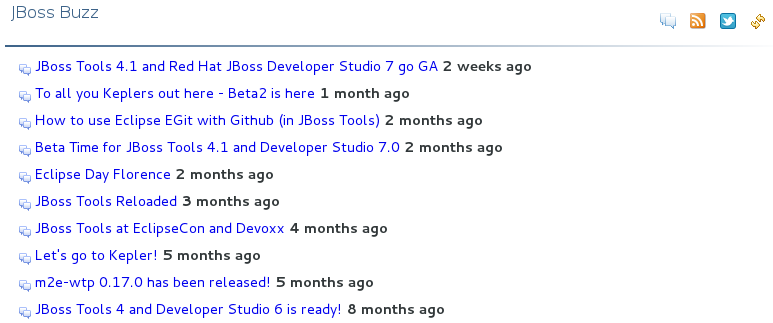 JBoss Buzz
JBoss Tools 4.1 and Red Hat JBoss Developer Studio 7 go GA 2 weeks ago
To all you Keplers out here - Beta2 is here 1 month ago
How to use Eclipse EGit with Github (in JBoss Tools) 2 months ago
Beta Time for JBoss Tools 4.1 and Developer Studio 7.0 2 months ago
Eclipse Day Florence 2 months ago
JBoss Tools Reloaded 3 months ago
JBoss Tools at EclipseCon and Devoxx 4 months ago
Let's go to Kepler! 5 months ago
m2e-wtp 0.17.0 has been released! 5 months ago
JBoss Tools 4 and Developer Studio 6 is ready! 8 months ago